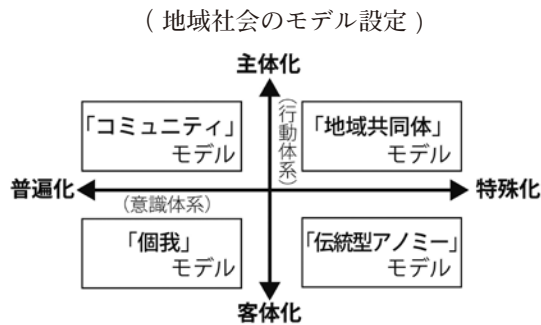 （地域社会のモデル設定）
主体化
（行動体系）
「コミュニティ」
モデル
「地域共同体」
モデル
普遍化
特殊化
（意識体系）
「個我」
モデル
「伝統型アノミー」
モデル
客体化